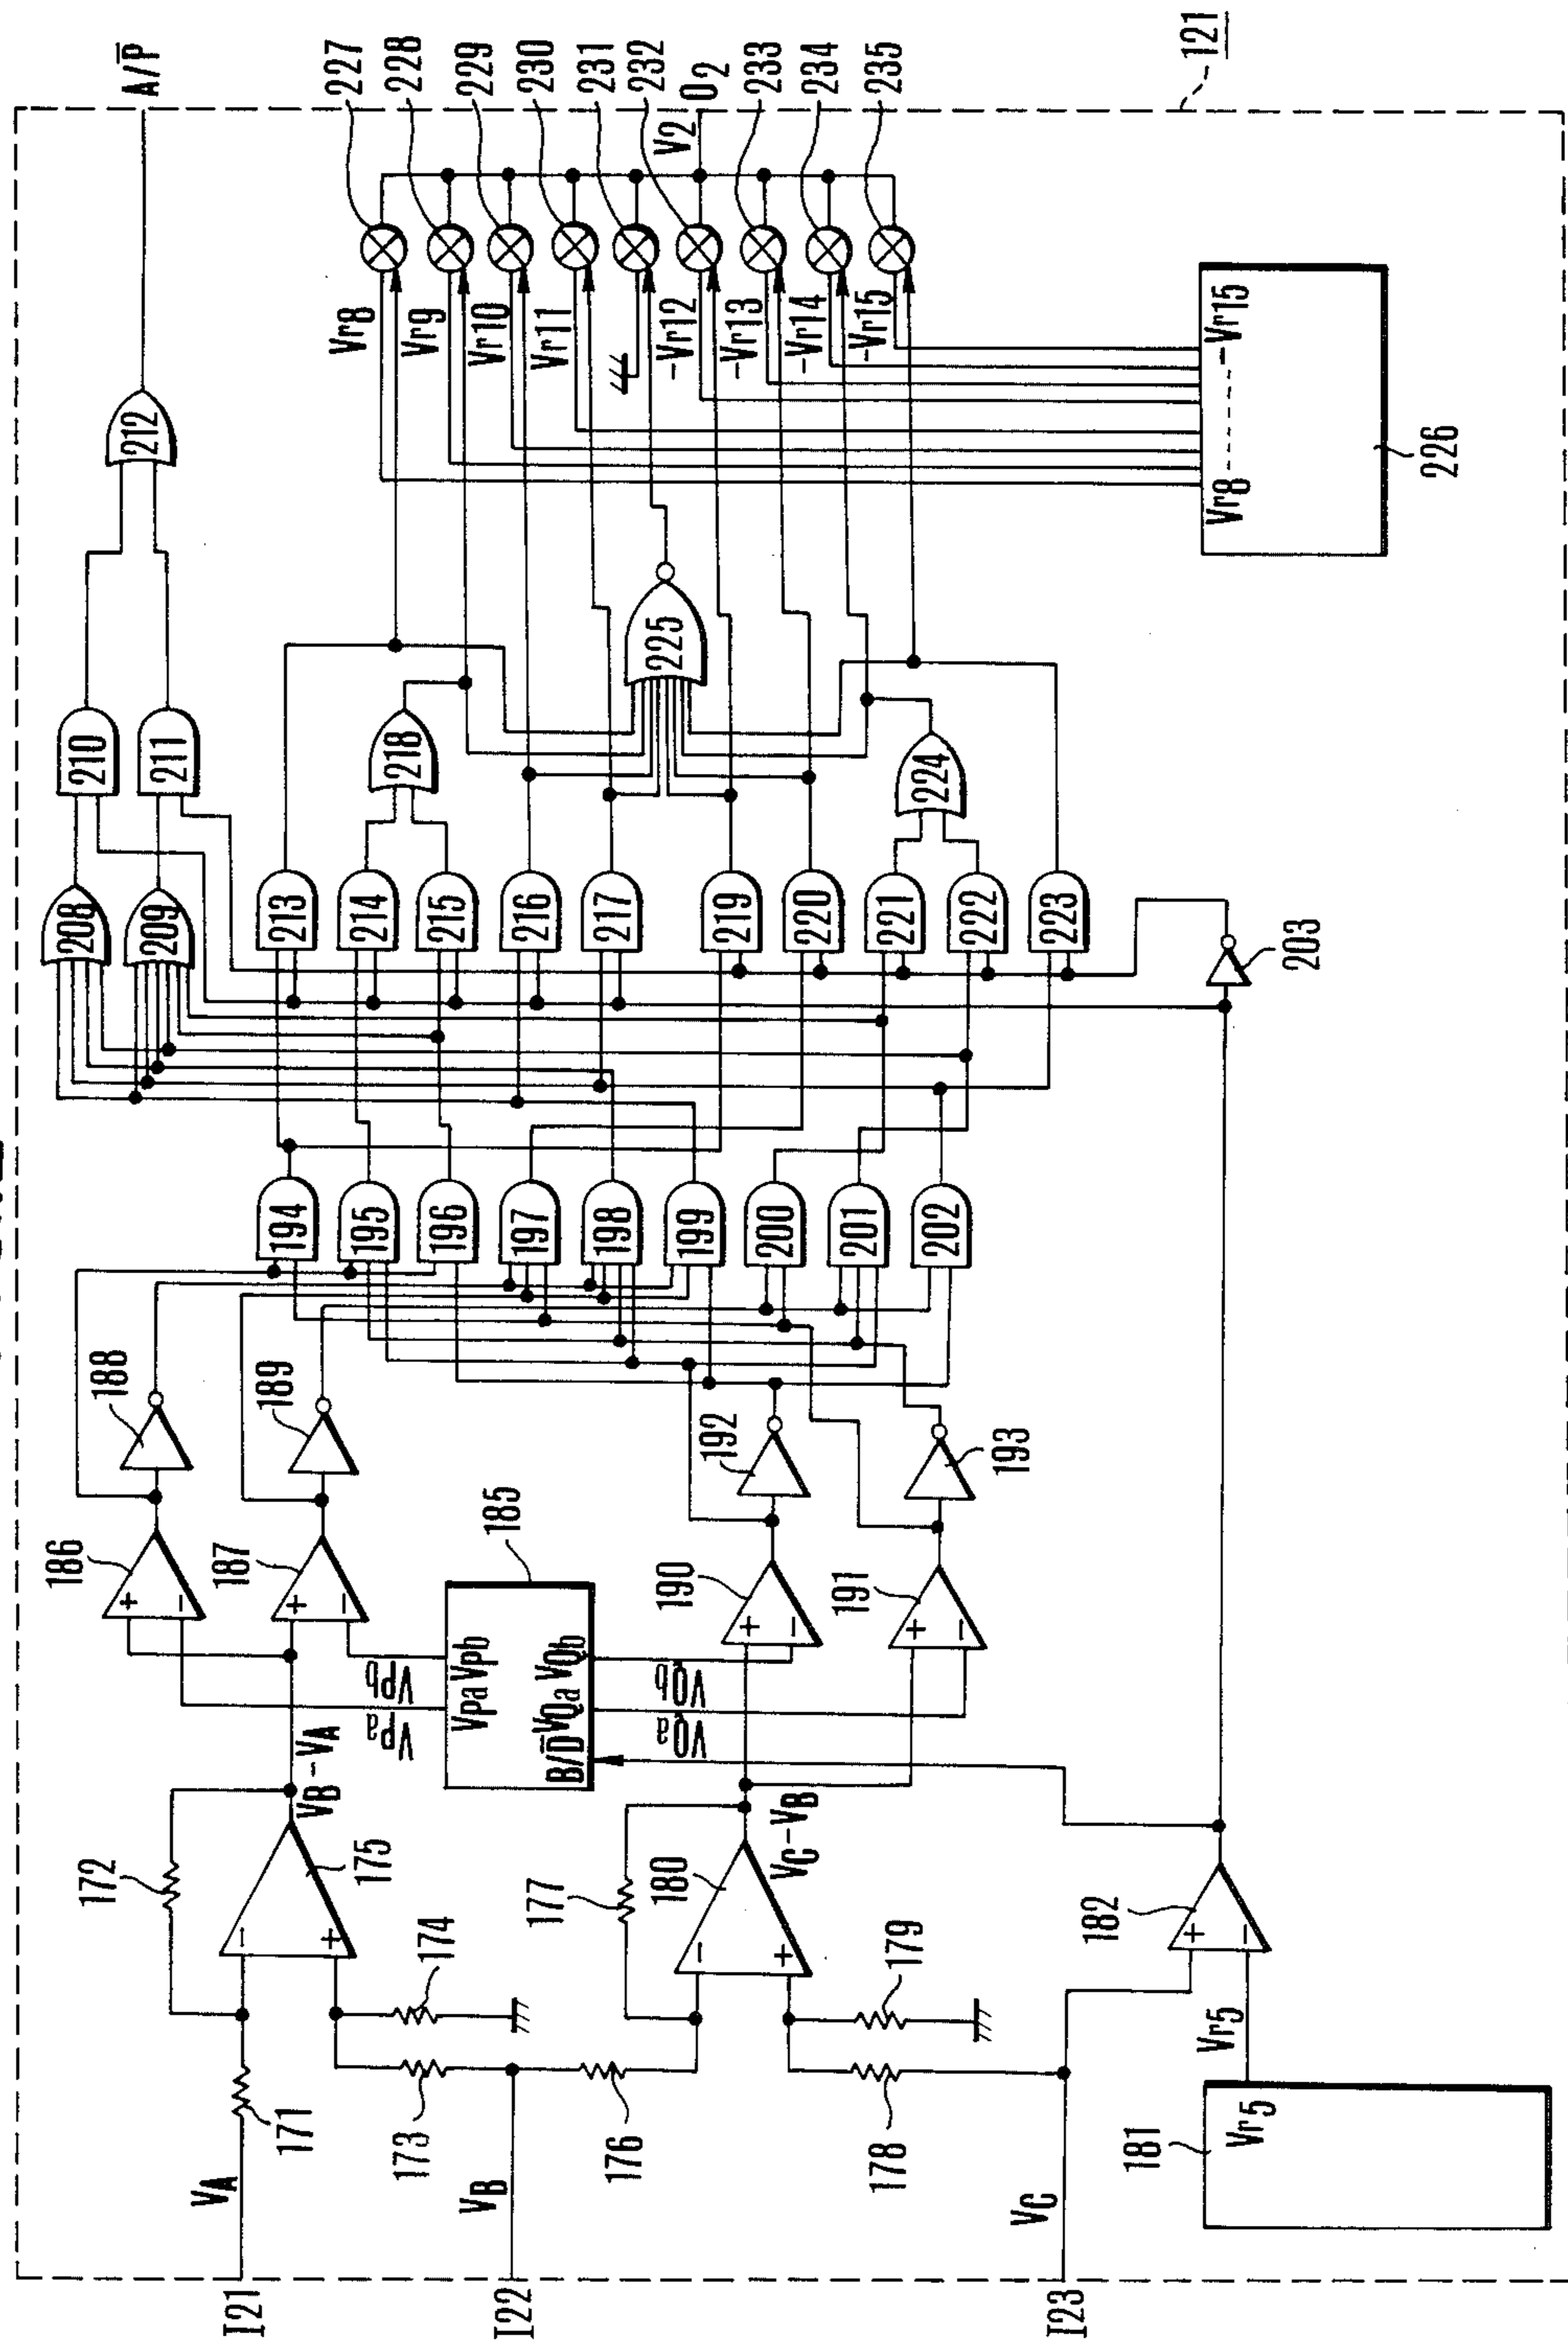 A/P̅
227
228
229
230
231
232
O2
233
234
235
121
V2
Vr8
Vr9
Vr10
Vr11
-Vr12
-Vr13
-Vr14
-Vr15
Vr8 ---- -Vr15
226
212
210
211
218
225
224
208
209
213
214
215
216
217
219
220
221
222
223
203
194
195
196
197
198
199
200
201
202
188
189
192
193
186
+
-
187
+
-
185
190
+
-
191
+
-
Vpa Vpb
Vpb
Vpa
B/D̅ VQa VQb
VQb
VQa
VB-VA
VC-VB
172
175
-
+
174
177
180
-
+
179
182
+
-
171
173
176
178
181
Vr5
Vr5
VA
VB
VC
I21
I22
I23